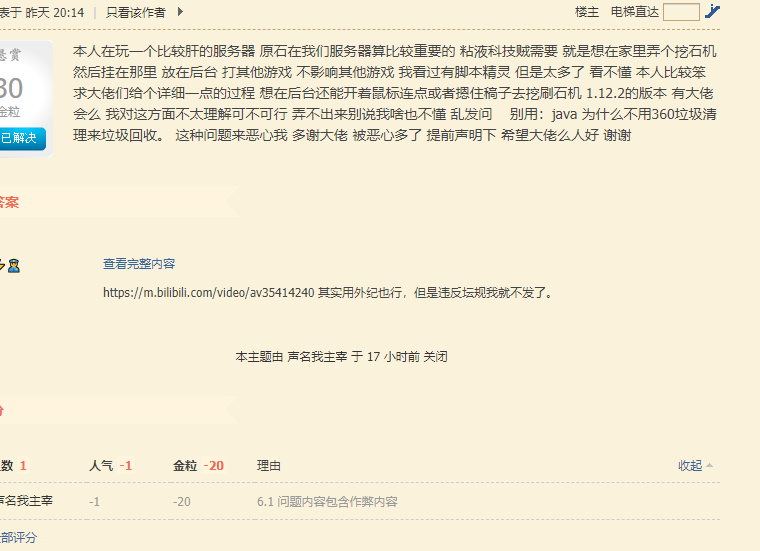 表于 昨天 20:14 | 只看该作者
楼主 电梯直达
悬赏
30
金粒
已解决
本人在玩一个比较肝的服务器 原石在我们服务器算比较重要的 粘液科技贼需要 就是想在家里弄个挖石机
然后挂在那里 放在后台 打其他游戏 不影响其他游戏 我看过有脚本精灵 但是太多了 看不懂 本人比较笨
求大佬们给个详细一点的过程 想在后台还能开着鼠标连点或者摁住稿子去挖刷石机 1.12.2的版本 有大佬
会么 我对这方面不太理解可不可行 弄不出来别说我啥也不懂 乱发问 别用：java 为什么不用360垃圾清
理来垃圾回收。 这种问题来恶心我 多谢大佬 被恶心多了 提前声明下 希望大佬么人好 谢谢
答案
查看完整内容
https://m.bilibili.com/video/av35414240 其实用外纪也行，但是违反坛规我就不发了。
本主题由 声名我主宰 于 17 小时前 关闭
数 1 人气 -1 金粒 -20 理由 收起
声名我主宰 -1 -20 6.1 问题内容包含作弊内容
部评分